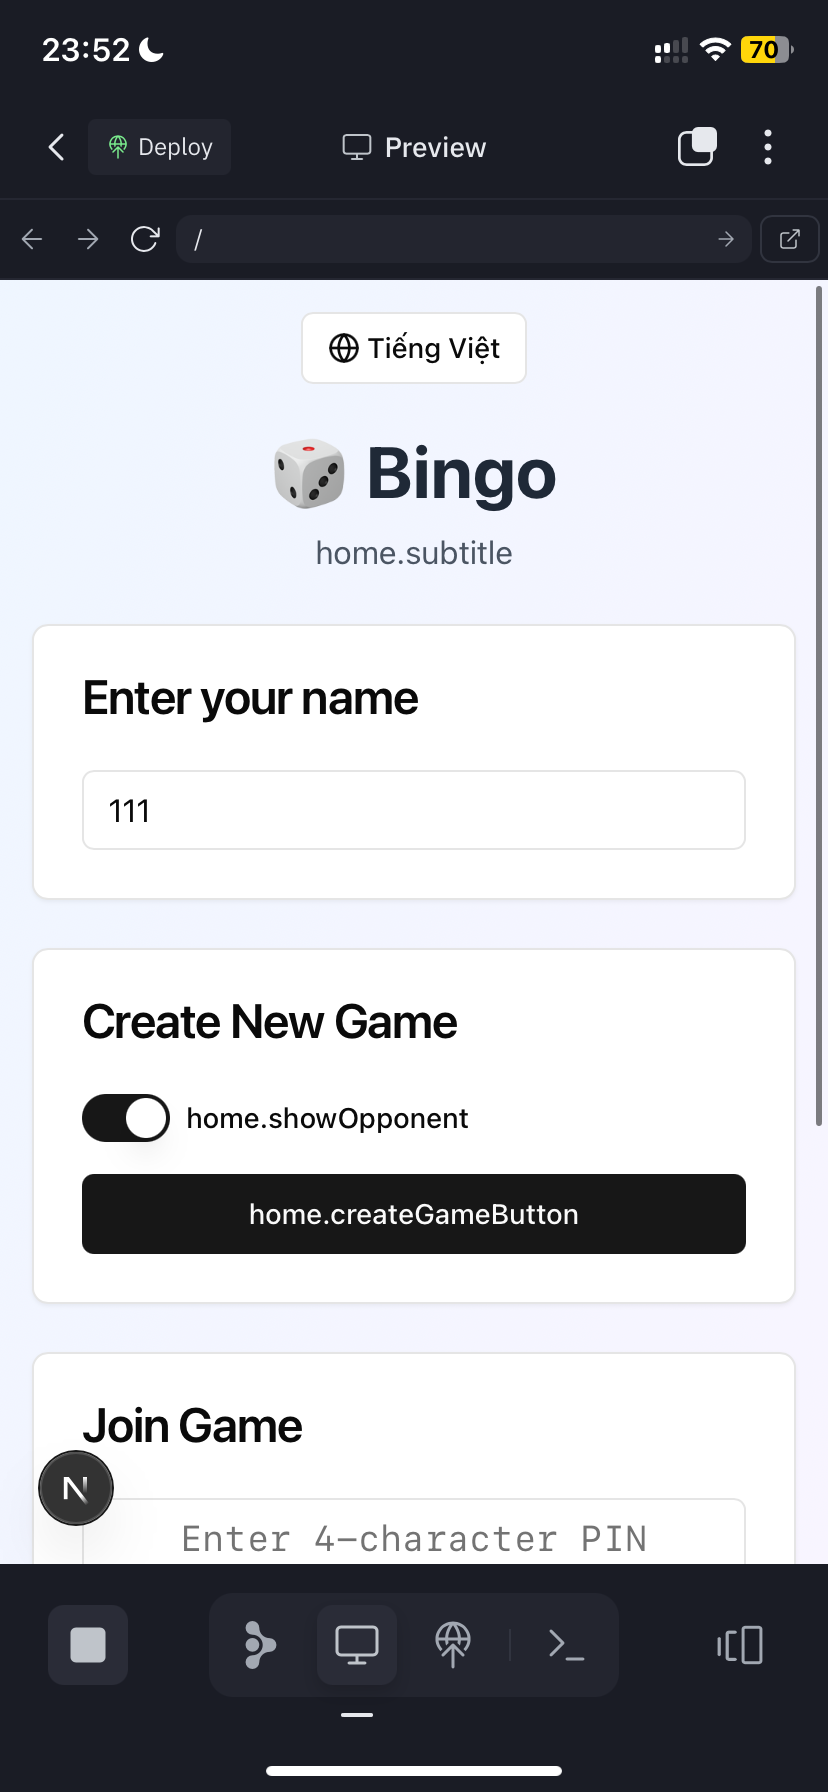 23:52
70
Deploy
Preview
/
Tiếng Việt
Bingo
home.subtitle
Enter your name
111
Create New Game
home.showOpponent
home.createGameButton
Join Game
N
Enter 4-character PIN